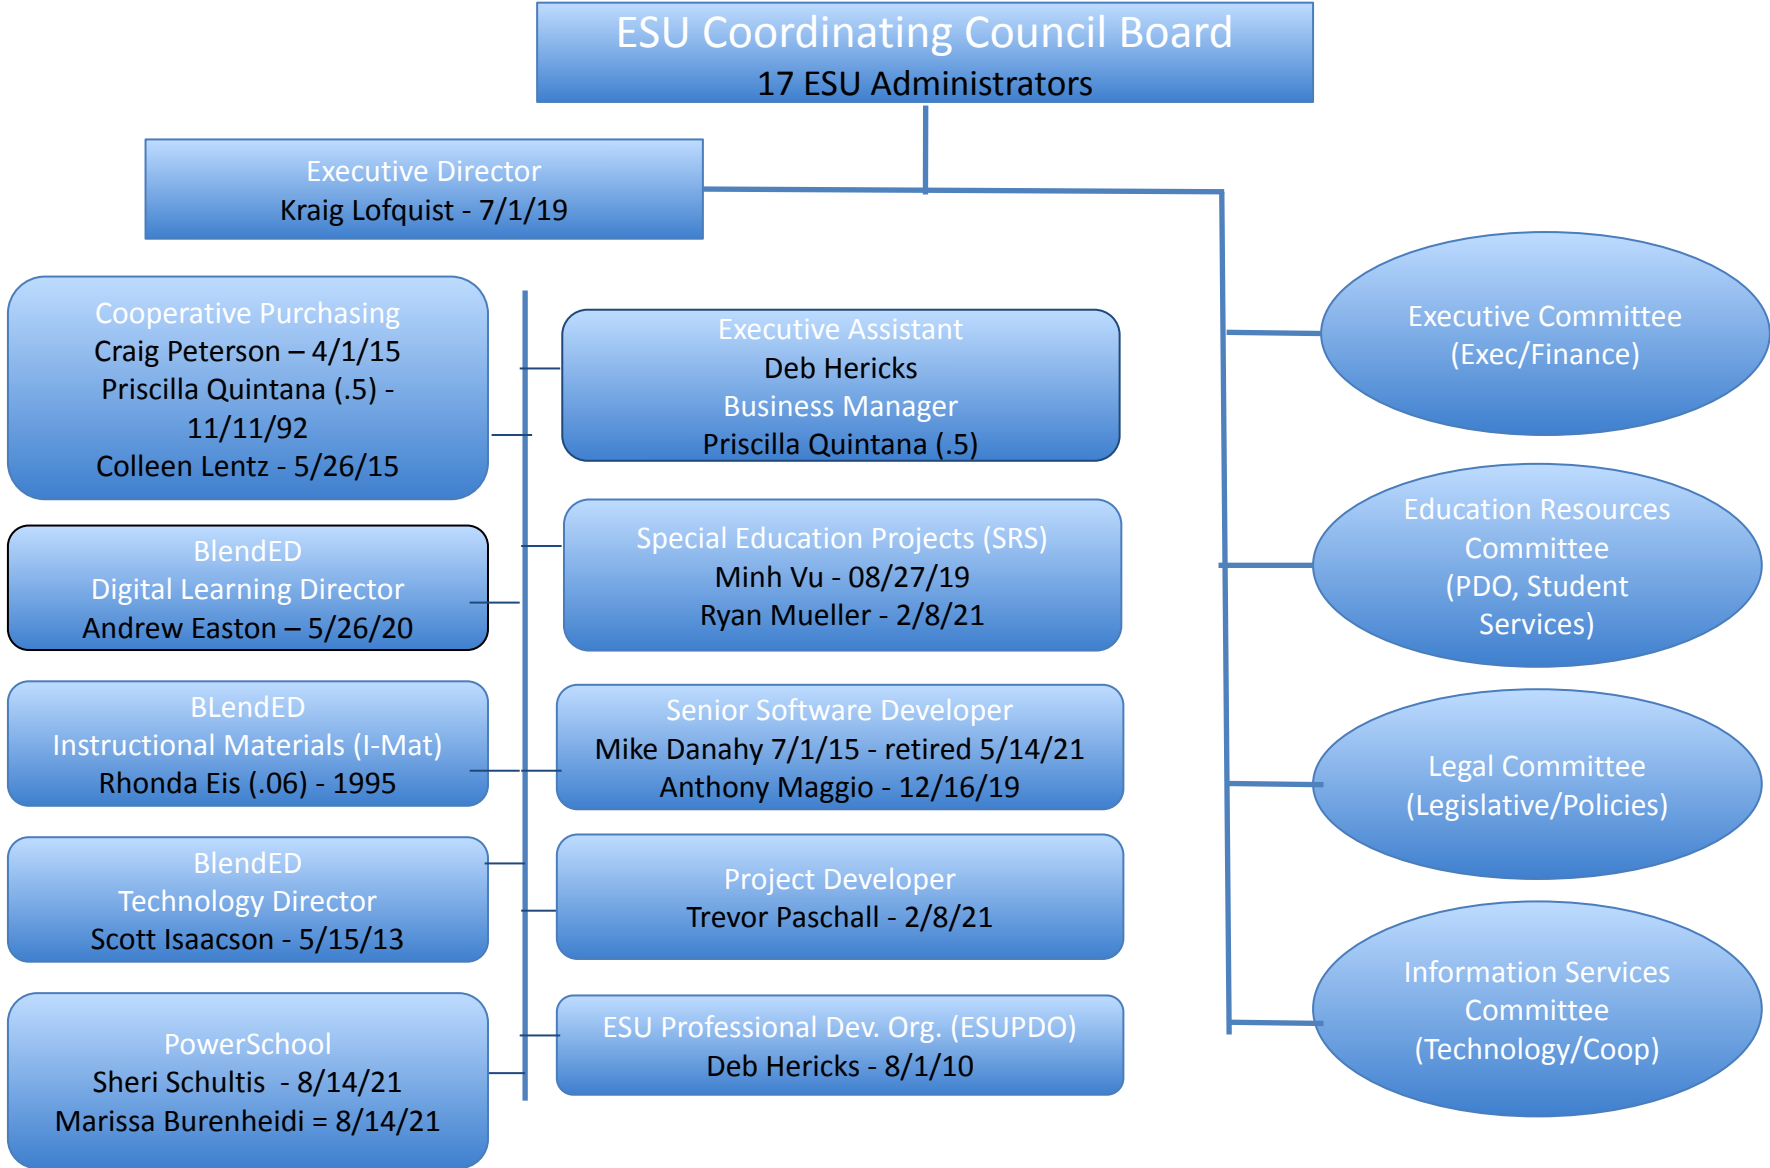 ESU Coordinating Council Board
17 ESU Administrators
Executive Director
Kraig Lofquist - 7/1/19
Cooperative Purchasing
Craig Peterson – 4/1/15
Priscilla Quintana (.5) -
11/11/92
Colleen Lentz - 5/26/15
BlendED
Digital Learning Director
Andrew Easton – 5/26/20
BLendED
Instructional Materials (I-Mat)
Rhonda Eis (.06) - 1995
BlendED
Technology Director
Scott Isaacson - 5/15/13
PowerSchool
Sheri Schultis - 8/14/21
Marissa Burenheidi = 8/14/21
Executive Assistant
Deb Hericks
Business Manager
Priscilla Quintana (.5)
Special Education Projects (SRS)
Minh Vu - 08/27/19
Ryan Mueller - 2/8/21
Senior Software Developer
Mike Danahy 7/1/15 - retired 5/14/21
Anthony Maggio - 12/16/19
Project Developer
Trevor Paschall - 2/8/21
ESU Professional Dev. Org. (ESUPDO)
Deb Hericks - 8/1/10
Executive Committee
(Exec/Finance)
Education Resources
Committee
(PDO, Student
Services)
Legal Committee
(Legislative/Policies)
Information Services
Committee
(Technology/Coop)